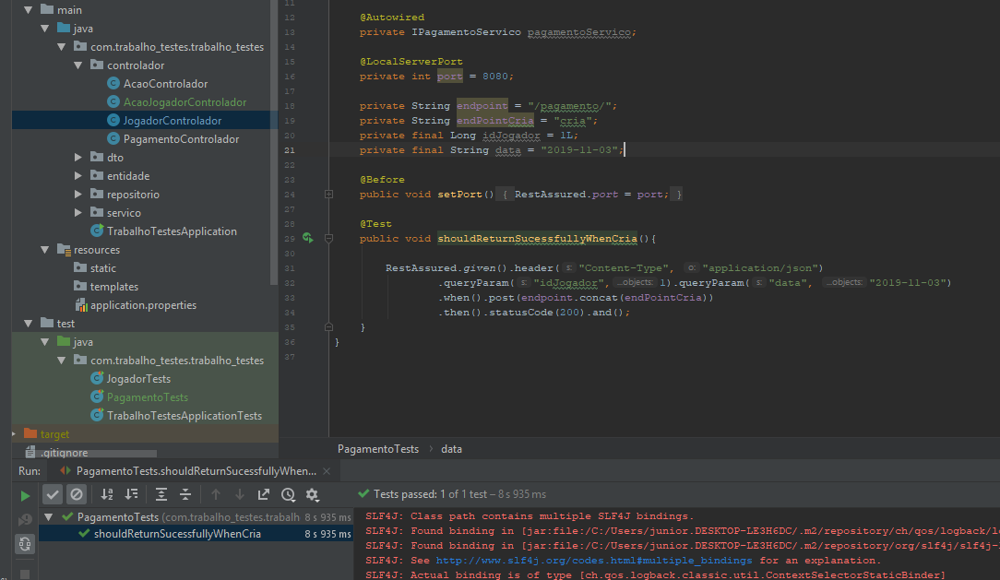 main
java
com.trabalho_testes.trabalho_testes
controlador
AcaoControlador
AcaoJogadorControlador
JogadorControlador
PagamentoControlador
dto
entidade
repositorio
servico
TrabalhoTestesApplication
resources
static
templates
application.properties
test
java
com.trabalho_testes.trabalho_testes
JogadorTests
PagamentoTests
TrabalhoTestesApplicationTests
target
.gitignore
11
12 @Autowired
13 private IPagamentoServico pagamentoServico;
14
15 @LocalServerPort
16 private int port = 8080;
17
18 private String endpoint = "/pagamento/";
19 private String endPointCria = "cria";
20 private final Long idJogador = 1L;
21 private final String data = "2019-11-03";
22
23 @Before
24 public void setPort() { RestAssured.port = port; }
27
28 @Test
29 public void shouldReturnSucessfullyWhenCria(){
30
31 RestAssured.given().header( s: "Content-Type", o: "application/json")
32 .queryParam( s: "idJogador", ...objects: 1).queryParam( s: "data", ...objects: "2019-11-03")
33 .when().post(endpoint.concat(endPointCria))
34 .then().statusCode(200).and();
35 }
36 }
37
PagamentoTests > data
Run: PagamentoTests.shouldReturnSucessfullyWhen... ×
Tests passed: 1 of 1 test – 8 s 935 ms
PagamentoTests (com.trabalho_testes.trabalh 8 s 935 ms
shouldReturnSucessfullyWhenCria 8 s 935 ms
SLF4J: Class path contains multiple SLF4J bindings.
SLF4J: Found binding in [jar:file:/C:/Users/junior.DESKTOP-LE3H6DC/.m2/repository/ch/qos/logback/lo
SLF4J: Found binding in [jar:file:/C:/Users/junior.DESKTOP-LE3H6DC/.m2/repository/org/slf4j/slf4j-
SLF4J: See http://www.slf4j.org/codes.html#multiple_bindings for an explanation.
SLF4J: Actual binding is of type [ch.qos.logback.classic.util.ContextSelectorStaticBinder]